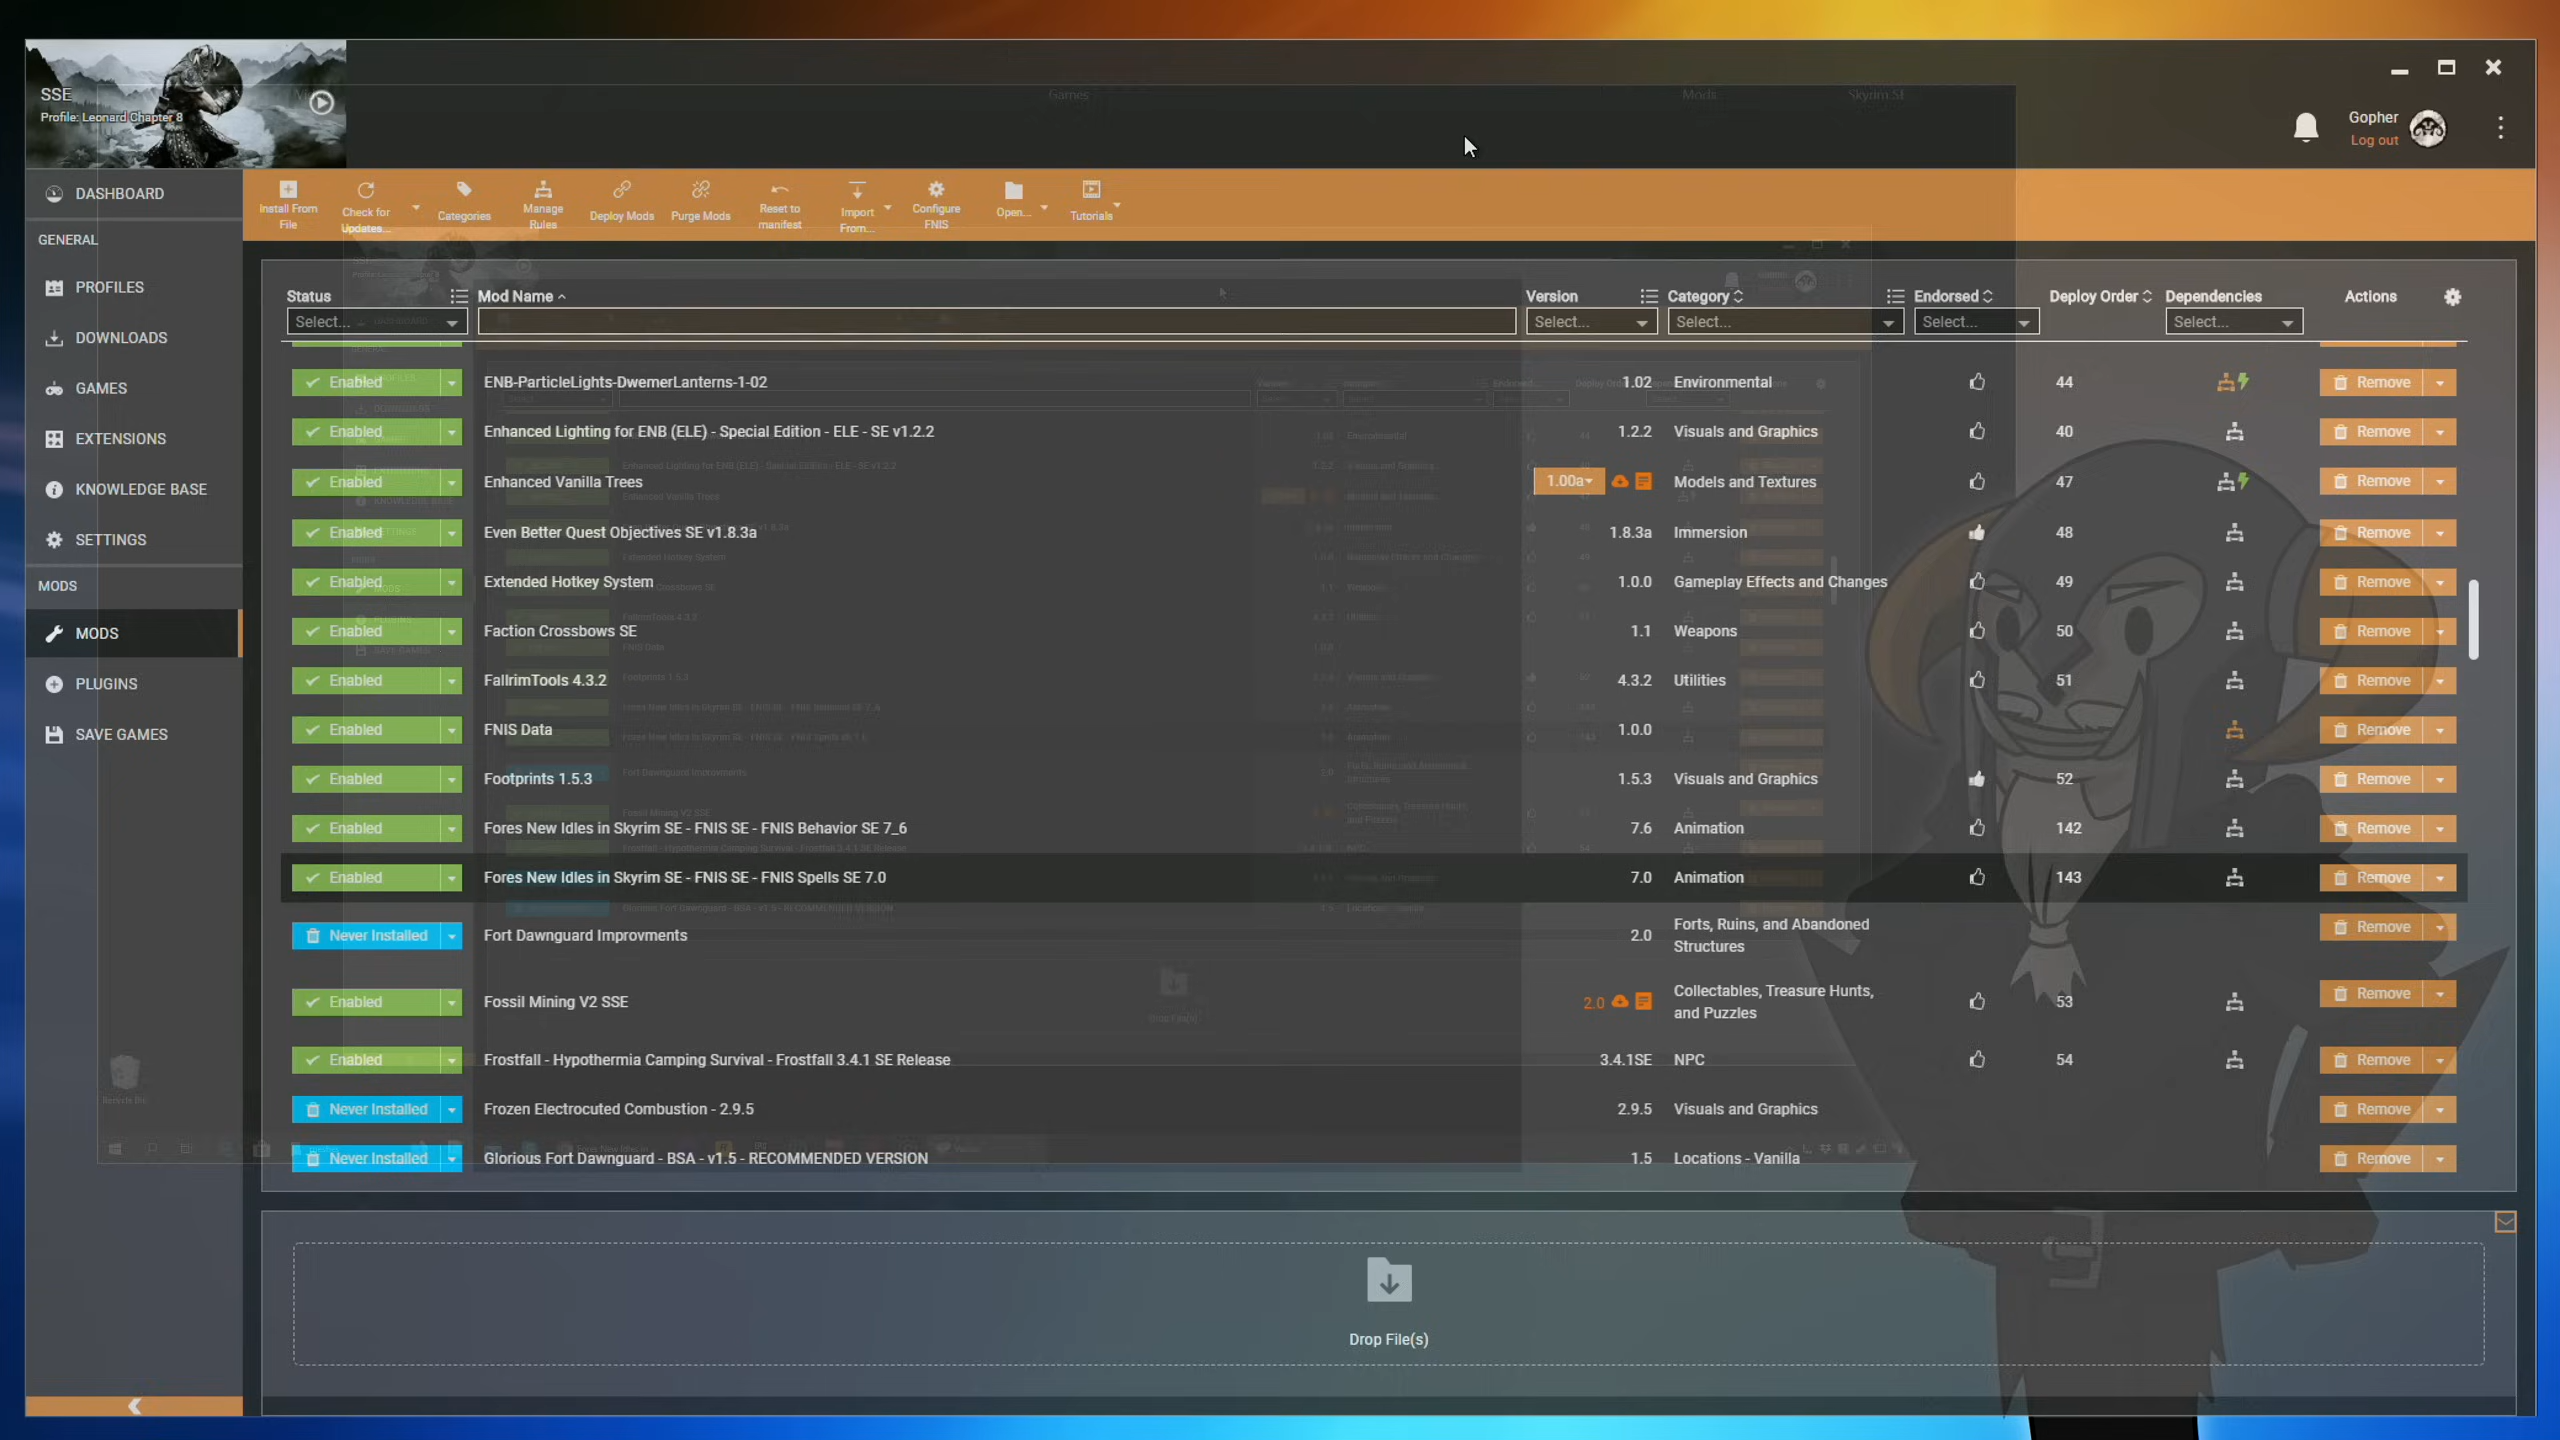 SSE
Profile: Leonard Chapter 8
Games
Mods
Skyrim SE
Gopher
Log out
DASHBOARD
GENERAL
PROFILES
DOWNLOADS
GAMES
EXTENSIONS
KNOWLEDGE BASE
SETTINGS
MODS
MODS
PLUGINS
SAVE GAMES
Install From File
Check for Updates...
Categories
Manage Rules
Deploy Mods
Purge Mods
Reset to manifest
Import From...
Configure FNIS
Open...
Tutorials
Status Mod Name Version Category Endorsed Deploy Order Dependencies Actions
Select... Select... Select... Select... Select...
Enabled ENB-ParticleLights-DwemerLanterns-1-02 1.02 Environmental 44 Remove
Enabled Enhanced Lighting for ENB (ELE) - Special Edition - ELE - SE v1.2.2 1.2.2 Visuals and Graphics 40 Remove
Enabled Enhanced Vanilla Trees 1.00a Models and Textures 47 Remove
Enabled Even Better Quest Objectives SE v1.8.3a 1.8.3a Immersion 48 Remove
Enabled Extended Hotkey System 1.0.0 Gameplay Effects and Changes 49 Remove
Enabled Faction Crossbows SE 1.1 Weapons 50 Remove
Enabled FallrimTools 4.3.2 4.3.2 Utilities 51 Remove
Enabled FNIS Data 1.0.0 Remove
Enabled Footprints 1.5.3 1.5.3 Visuals and Graphics 52 Remove
Enabled Fores New Idles in Skyrim SE - FNIS SE - FNIS Behavior SE 7_6 7.6 Animation 142 Remove
Enabled Fores New Idles in Skyrim SE - FNIS SE - FNIS Spells SE 7.0 7.0 Animation 143 Remove
Never Installed Fort Dawnguard Improvments 2.0 Forts, Ruins, and Abandoned Structures Remove
Enabled Fossil Mining V2 SSE 2.0 Collectables, Treasure Hunts, and Puzzles 53 Remove
Enabled Frostfall - Hypothermia Camping Survival - Frostfall 3.4.1 SE Release 3.4.1SE NPC 54 Remove
Never Installed Frozen Electrocuted Combustion - 2.9.5 2.9.5 Visuals and Graphics Remove
Never Installed Glorious Fort Dawnguard - BSA - v1.5 - RECOMMENDED VERSION 1.5 Locations - Vanilla Remove
Drop File(s)